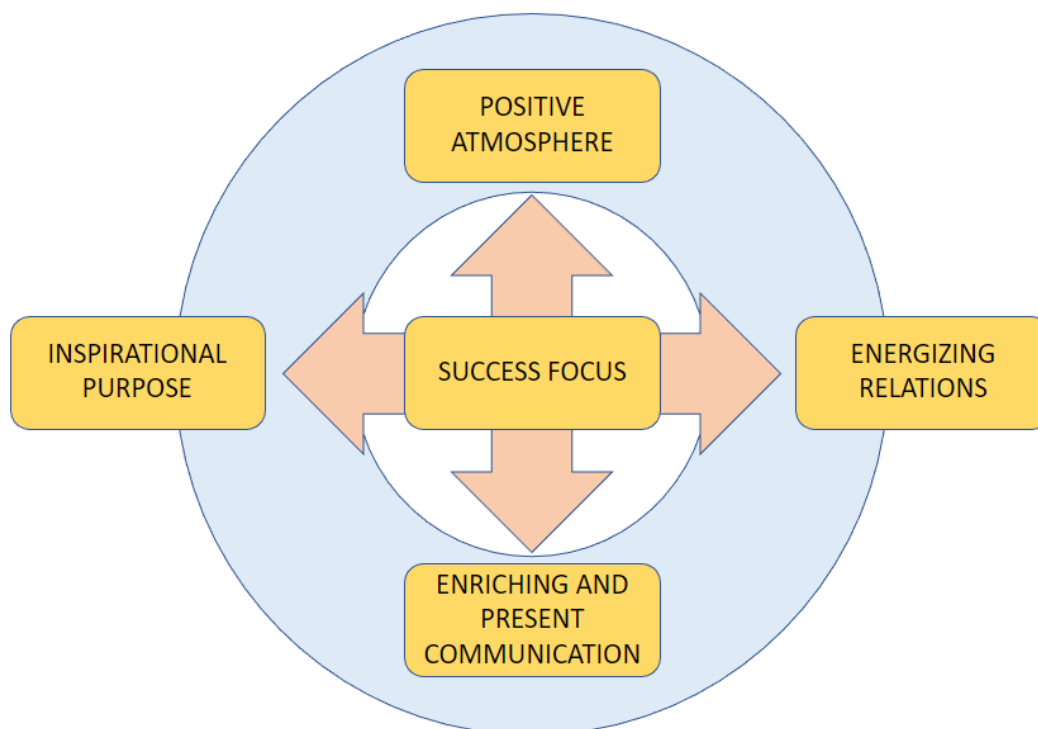 POSITIVE
ATMOSPHERE
INSPIRATIONAL
PURPOSE
SUCCESS FOCUS
ENERGIZING
RELATIONS
ENRICHING AND
PRESENT
COMMUNICATION